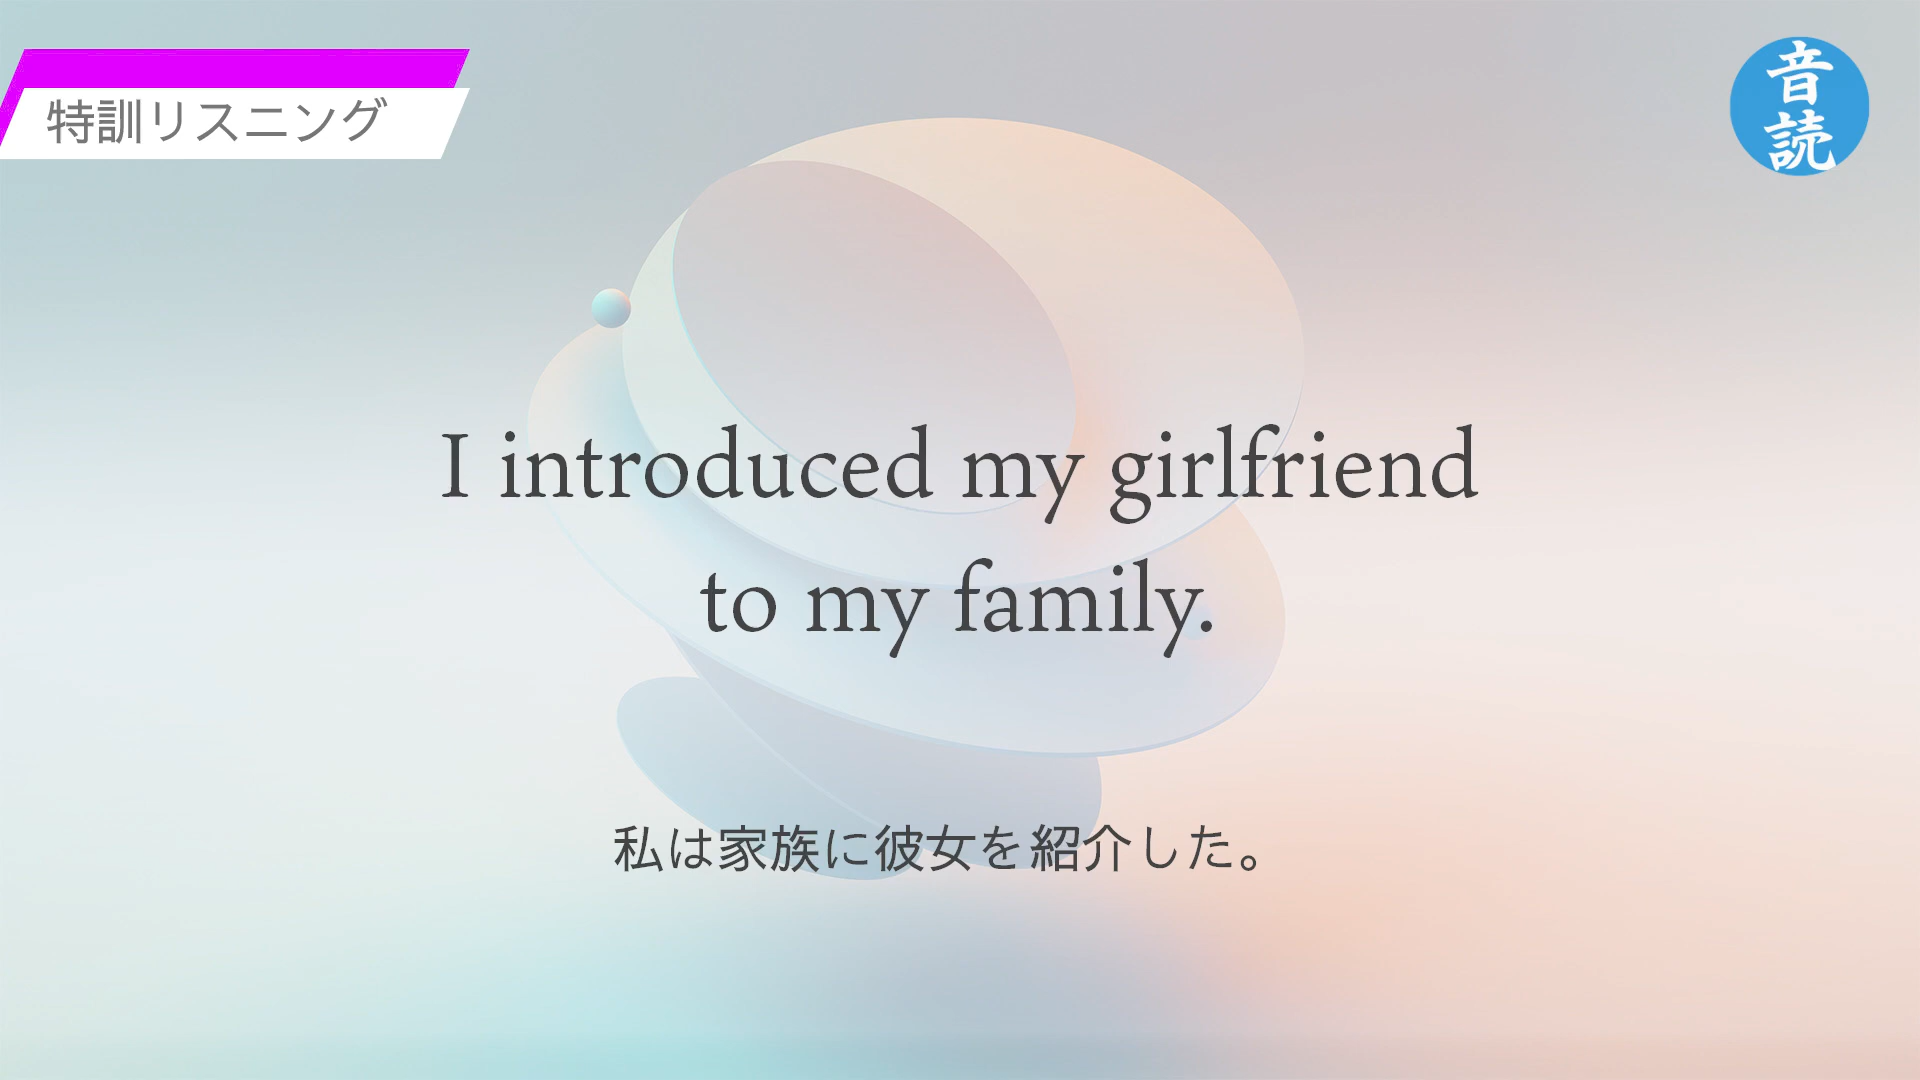 特訓リスニング
音
読
I introduced my girlfriend
to my family.
私は家族に彼女を紹介した。